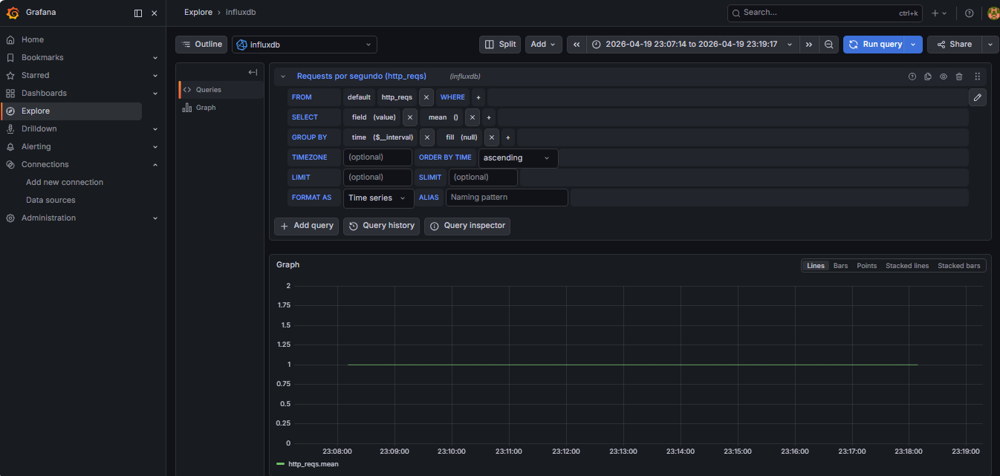 Grafana
Explore › influxdb
Search... ctrl+k
Home
Bookmarks
Starred
Dashboards
Explore
Drilldown
Alerting
Connections
Add new connection
Data sources
Administration
Outline
influxdb
Split
Add
2026-04-19 23:07:14 to 2026-04-19 23:19:17
Run query
Share
Queries
Graph
Requests por segundo (http_reqs) (influxdb)
FROM default http_reqs WHERE +
SELECT field (value) mean () +
GROUP BY time ($__interval) fill (null) +
TIMEZONE (optional) ORDER BY TIME ascending
LIMIT (optional) SLIMIT (optional)
FORMAT AS Time series ALIAS Naming pattern
+ Add query Query history Query inspector
Graph
Lines Bars Points Stacked lines Stacked bars
2
1.75
1.5
1.25
1
0.75
0.5
0.25
0
23:08:00 23:09:00 23:10:00 23:11:00 23:12:00 23:13:00 23:14:00 23:15:00 23:16:00 23:17:00 23:18:00 23:19:00
http_reqs.mean